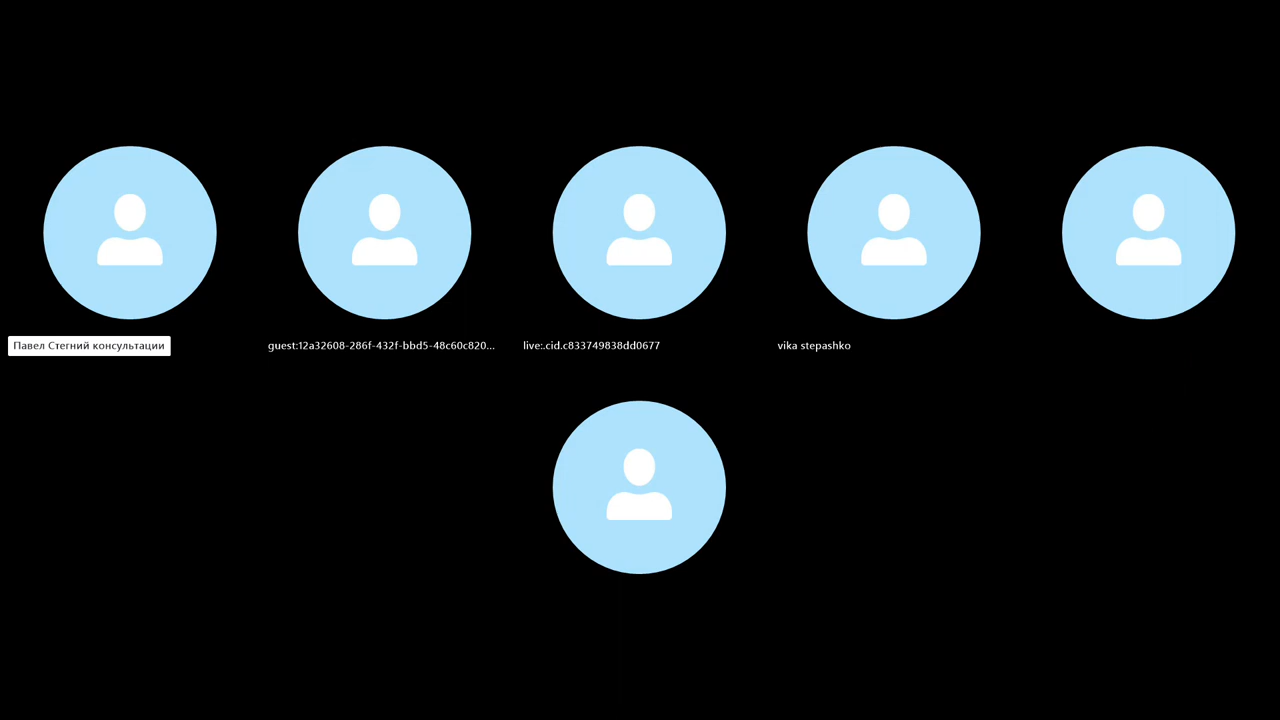 Павел Стегний консультации
guest:12a32608-286f-432f-bbd5-48c60c820...
live:.cid.c833749838dd0677
vika stepashko